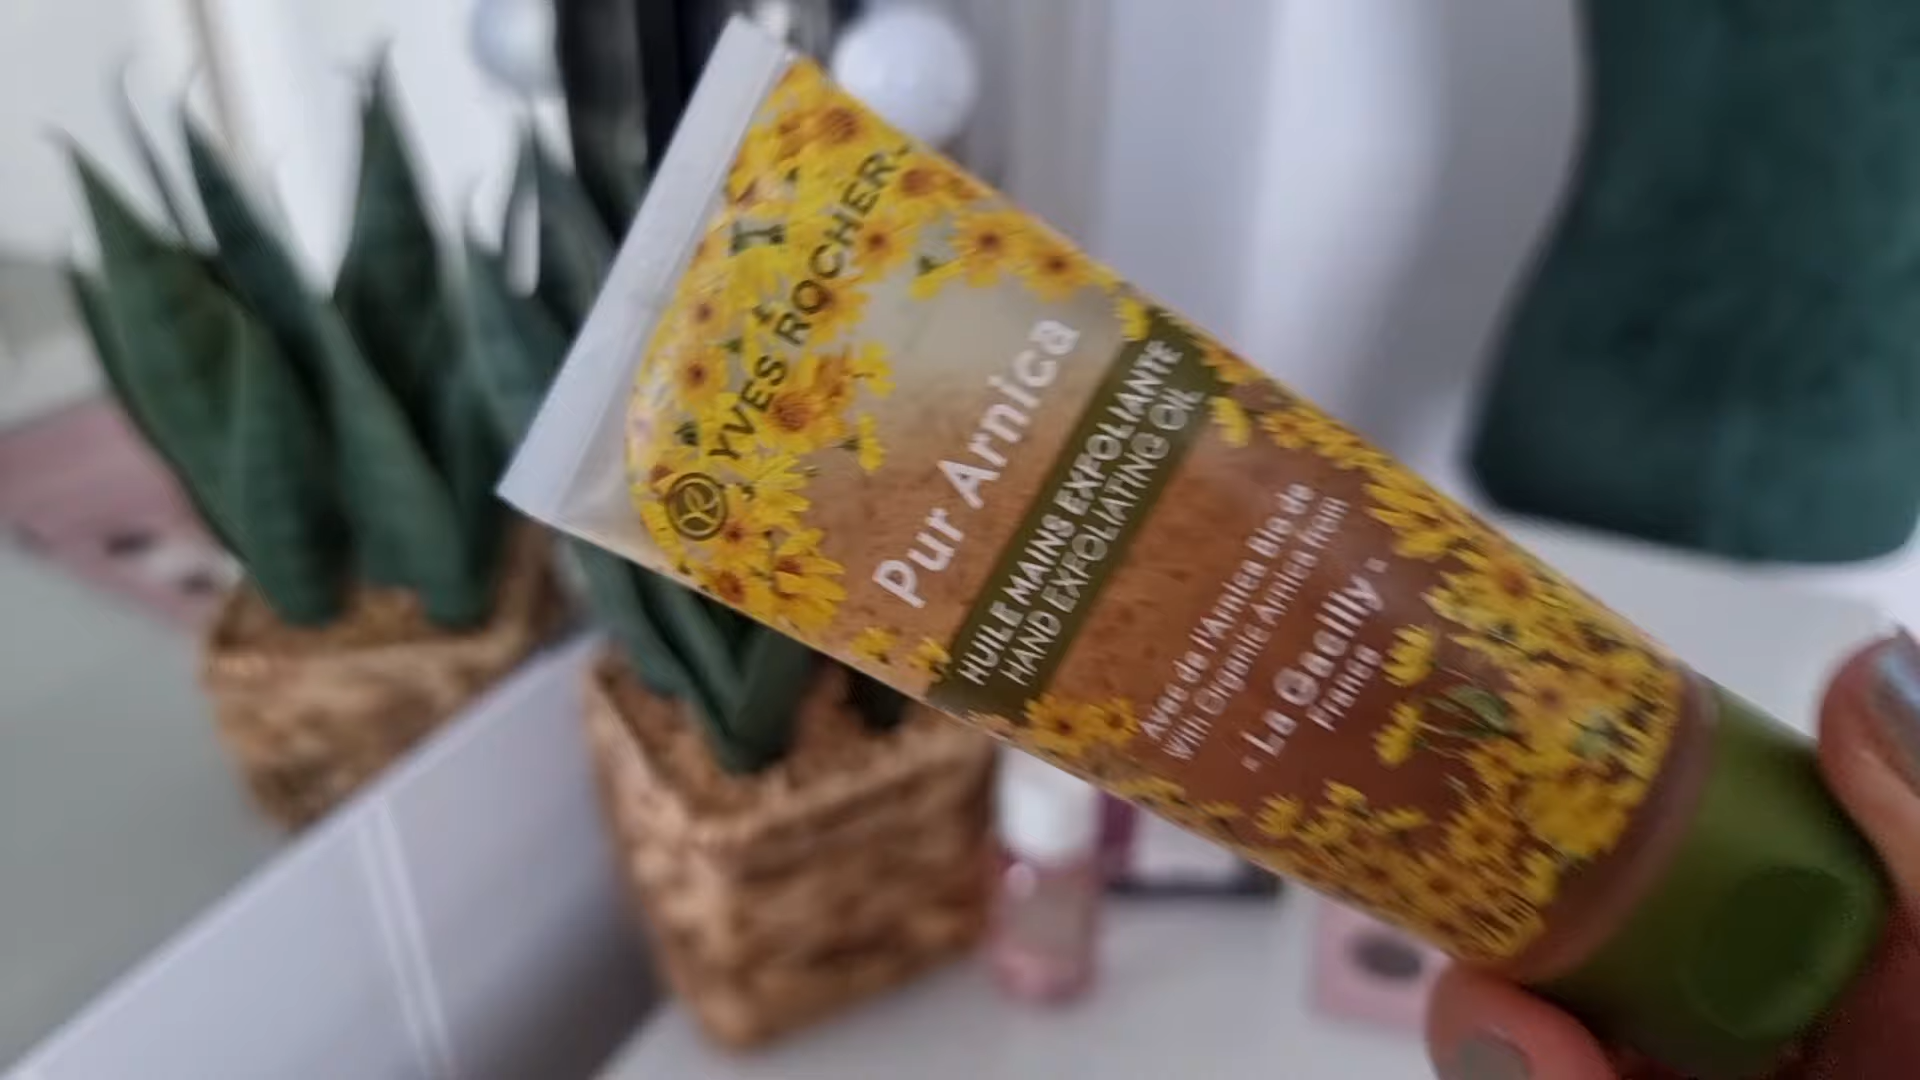 YVES ROCHER
Pur Arnica
HUILE MAINS EXFOLIANTE
HAND EXFOLIATING OIL
Avec de l'Arnica Bio de
With Organic Arnica from
« La Gacilly »
France